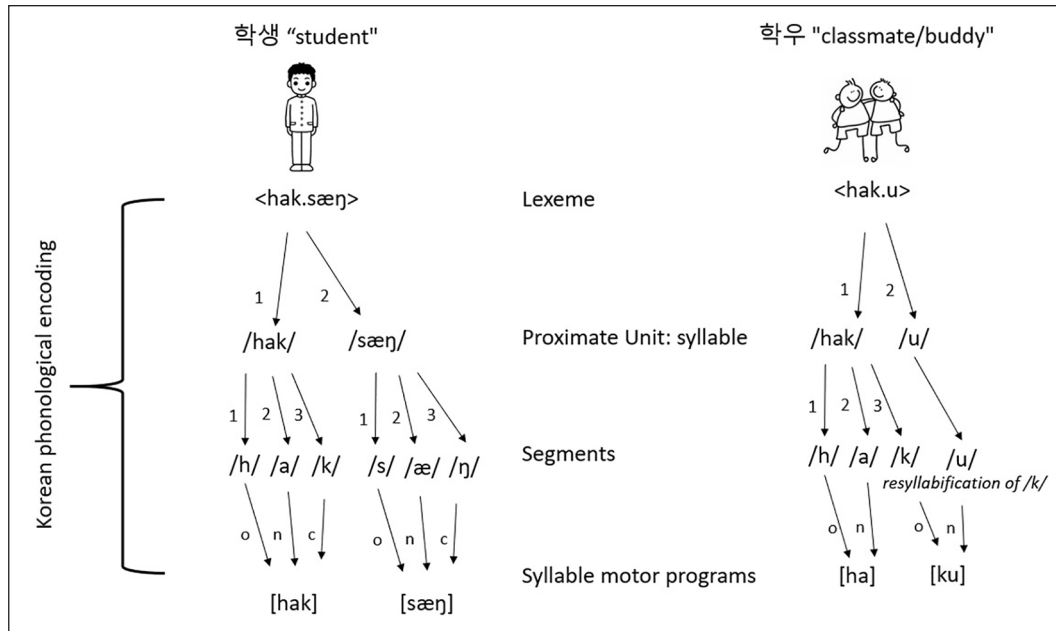 학생 “student"
학우 "classmate/buddy"
Korean phonological encoding
<hak.sæŋ>
Lexeme
<hak.u>
1
2
1
2
/hak/
/sæŋ/
Proximate Unit: syllable
/hak/
/u/
1
2
3
1
2
3
1
2
3
/h/
/a/
/k/
/s/
/æ/
/ŋ/
Segments
/h/
/a/
/k/
/u/
resyllabification of /k/
o
n
c
o
n
c
o
n
o
n
Syllable motor programs
[ha]
[ku]
[hak]
[sæŋ]